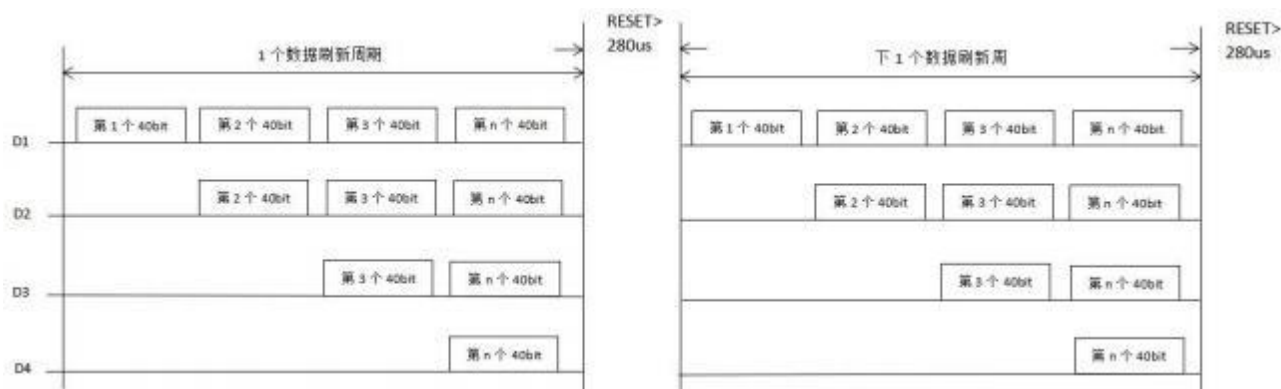 RESET>
280us
1个数据刷新周期
RESET>
280us
下1个数据刷新周
D1
第1个40bit
第2个40bit
第3个40bit
第n个40bit
第1个40bit
第2个40bit
第3个40bit
第n个40bit
D2
第2个40bit
第3个40bit
第n个40bit
第2个40bit
第3个40bit
第n个40bit
D3
第3个40bit
第n个40bit
第3个40bit
第n个40bit
D4
第n个40bit
第n个40bit